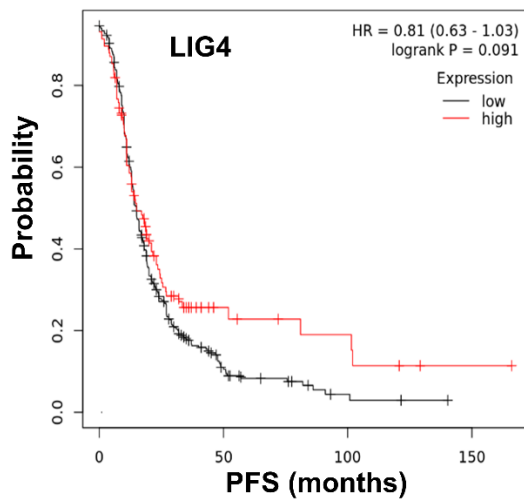 LIG4
HR = 0.81 (0.63 - 1.03)
logrank P = 0.091
Expression
low
high
Probability
0.8
0.6
0.4
0.2
0.0
0 50 100 150
PFS (months)